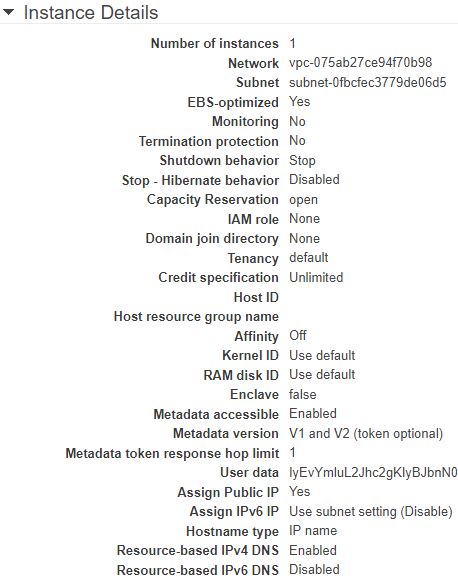 Instance Details
Number of instances 1
Network vpc-075ab27ce94f70b98
Subnet subnet-0fbcfec3779de06d5
EBS-optimized Yes
Monitoring No
Termination protection No
Shutdown behavior Stop
Stop - Hibernate behavior Disabled
Capacity Reservation open
IAM role None
Domain join directory None
Tenancy default
Credit specification Unlimited
Host ID
Host resource group name
Affinity Off
Kernel ID Use default
RAM disk ID Use default
Enclave false
Metadata accessible Enabled
Metadata version V1 and V2 (token optional)
Metadata token response hop limit 1
User data IyEvYmluL2Jhc2gKIyBJbnN0
Assign Public IP Yes
Assign IPv6 IP Use subnet setting (Disable)
Hostname type IP name
Resource-based IPv4 DNS Enabled
Resource-based IPv6 DNS Disabled